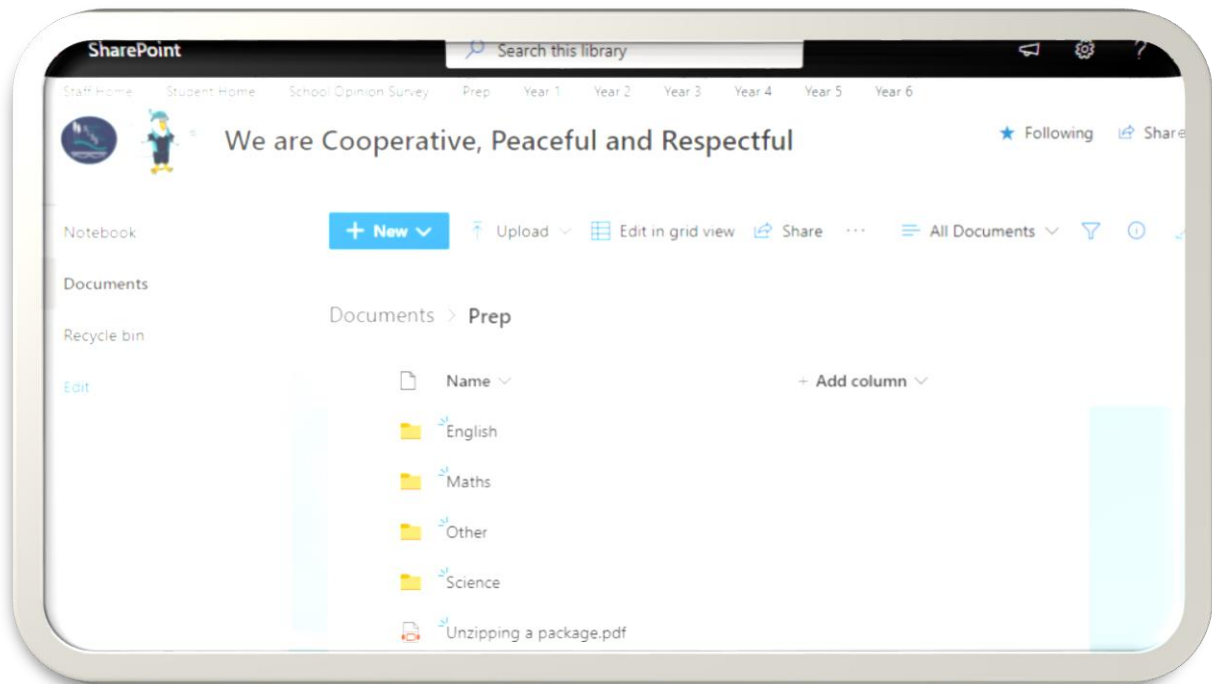 SharePoint Search this library ?
Staff Home Student Home School Opinion Survey Prep Year 1 Year 2 Year 3 Year 4 Year 5 Year 6
We are Cooperative, Peaceful and Respectful
Following Share
Notebook
Documents
Recycle bin
Edit
+ New Upload Edit in grid view Share ... All Documents
Documents > Prep
Name + Add column
English
Maths
Other
Science
Unzipping a package.pdf